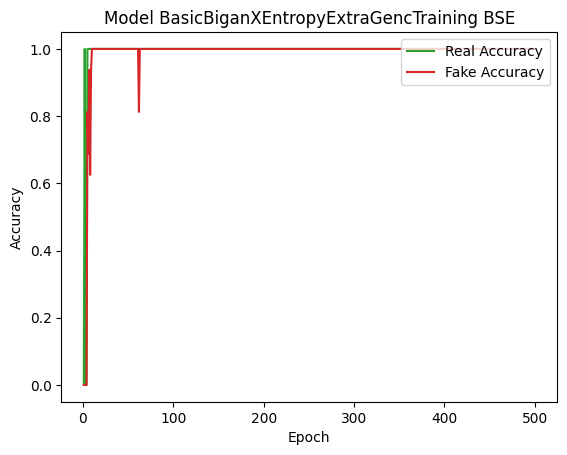 Model BasicBiganXEntropyExtraGencTraining BSE
Real Accuracy
Fake Accuracy
1.0
0.8
0.6
0.4
0.2
0.0
Accuracy
0
100
200
300
400
500
Epoch